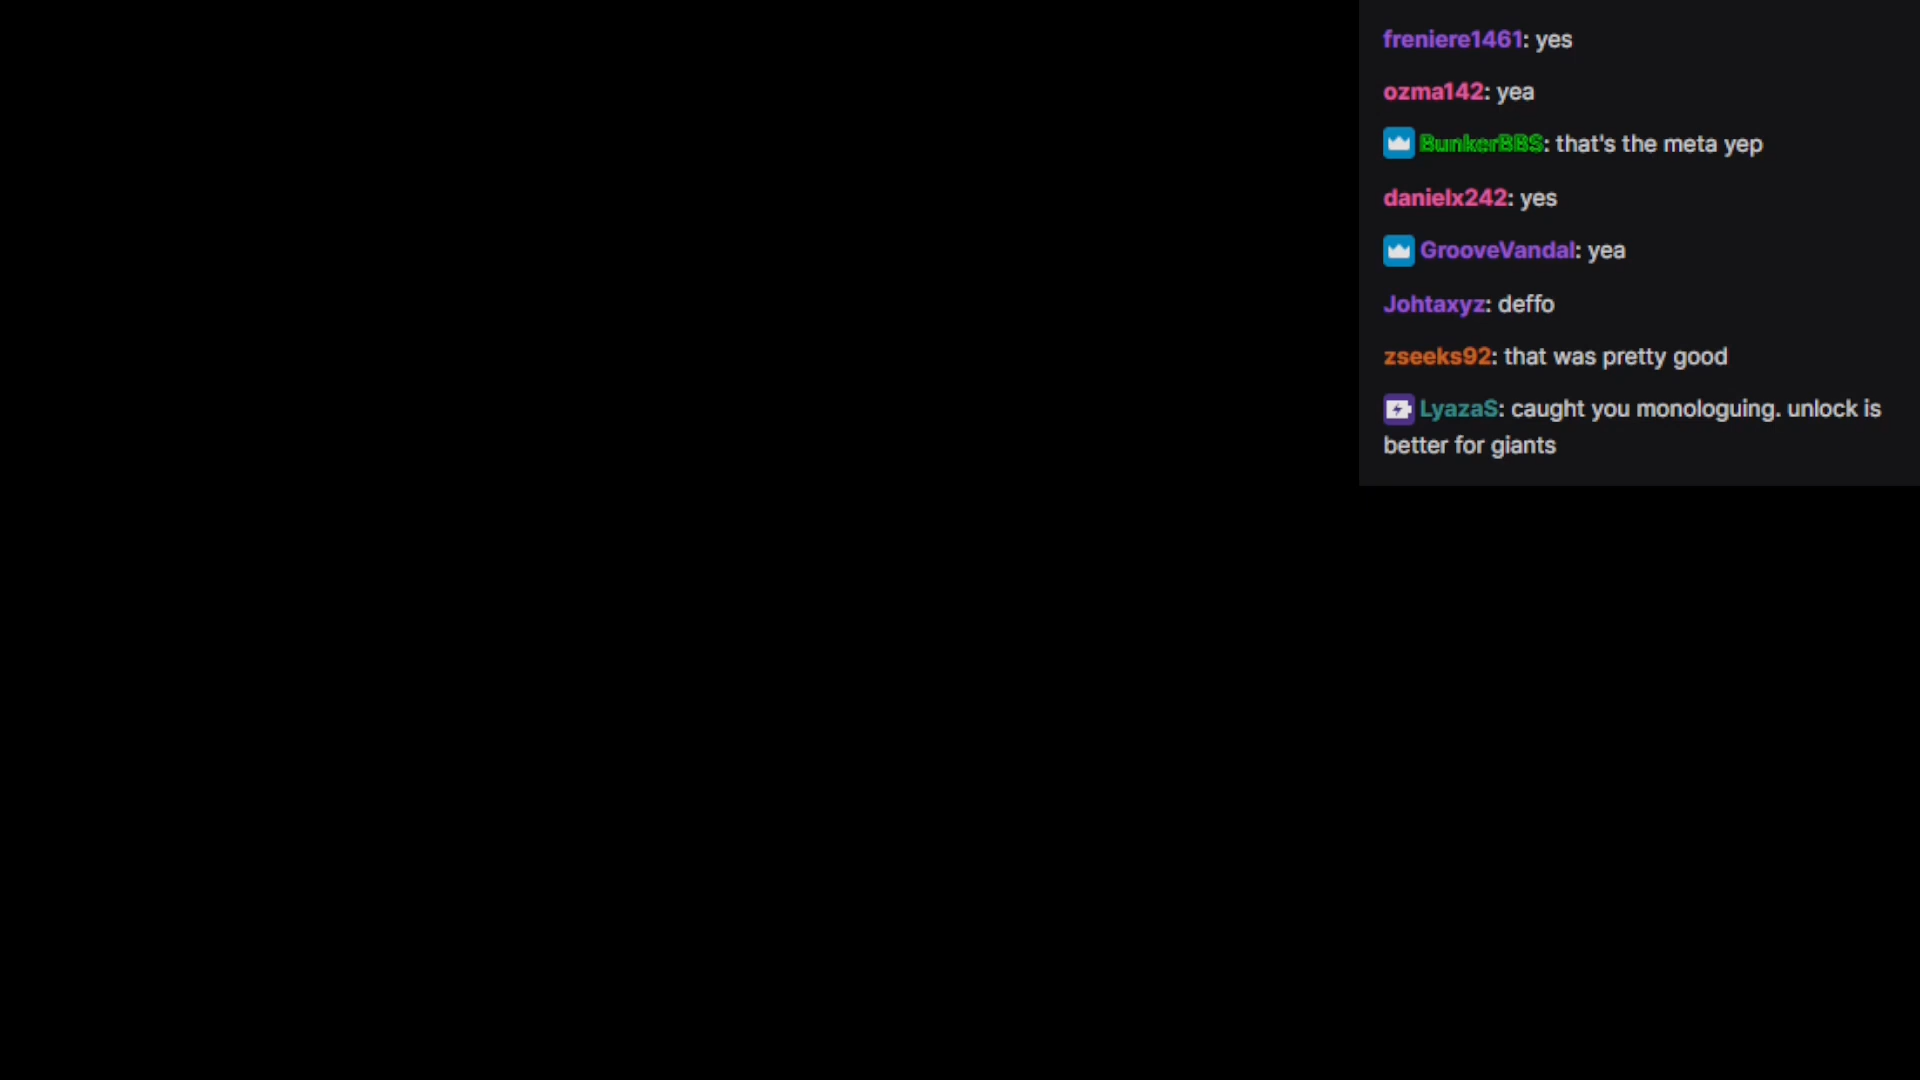 freniere1461: yes
ozma142: yea
BunkerBBS: that's the meta yep
danielx242: yes
GrooveVandal: yea
Johtaxyz: deffo
zseeks92: that was pretty good
LyazaS: caught you monologuing. unlock is
better for giants